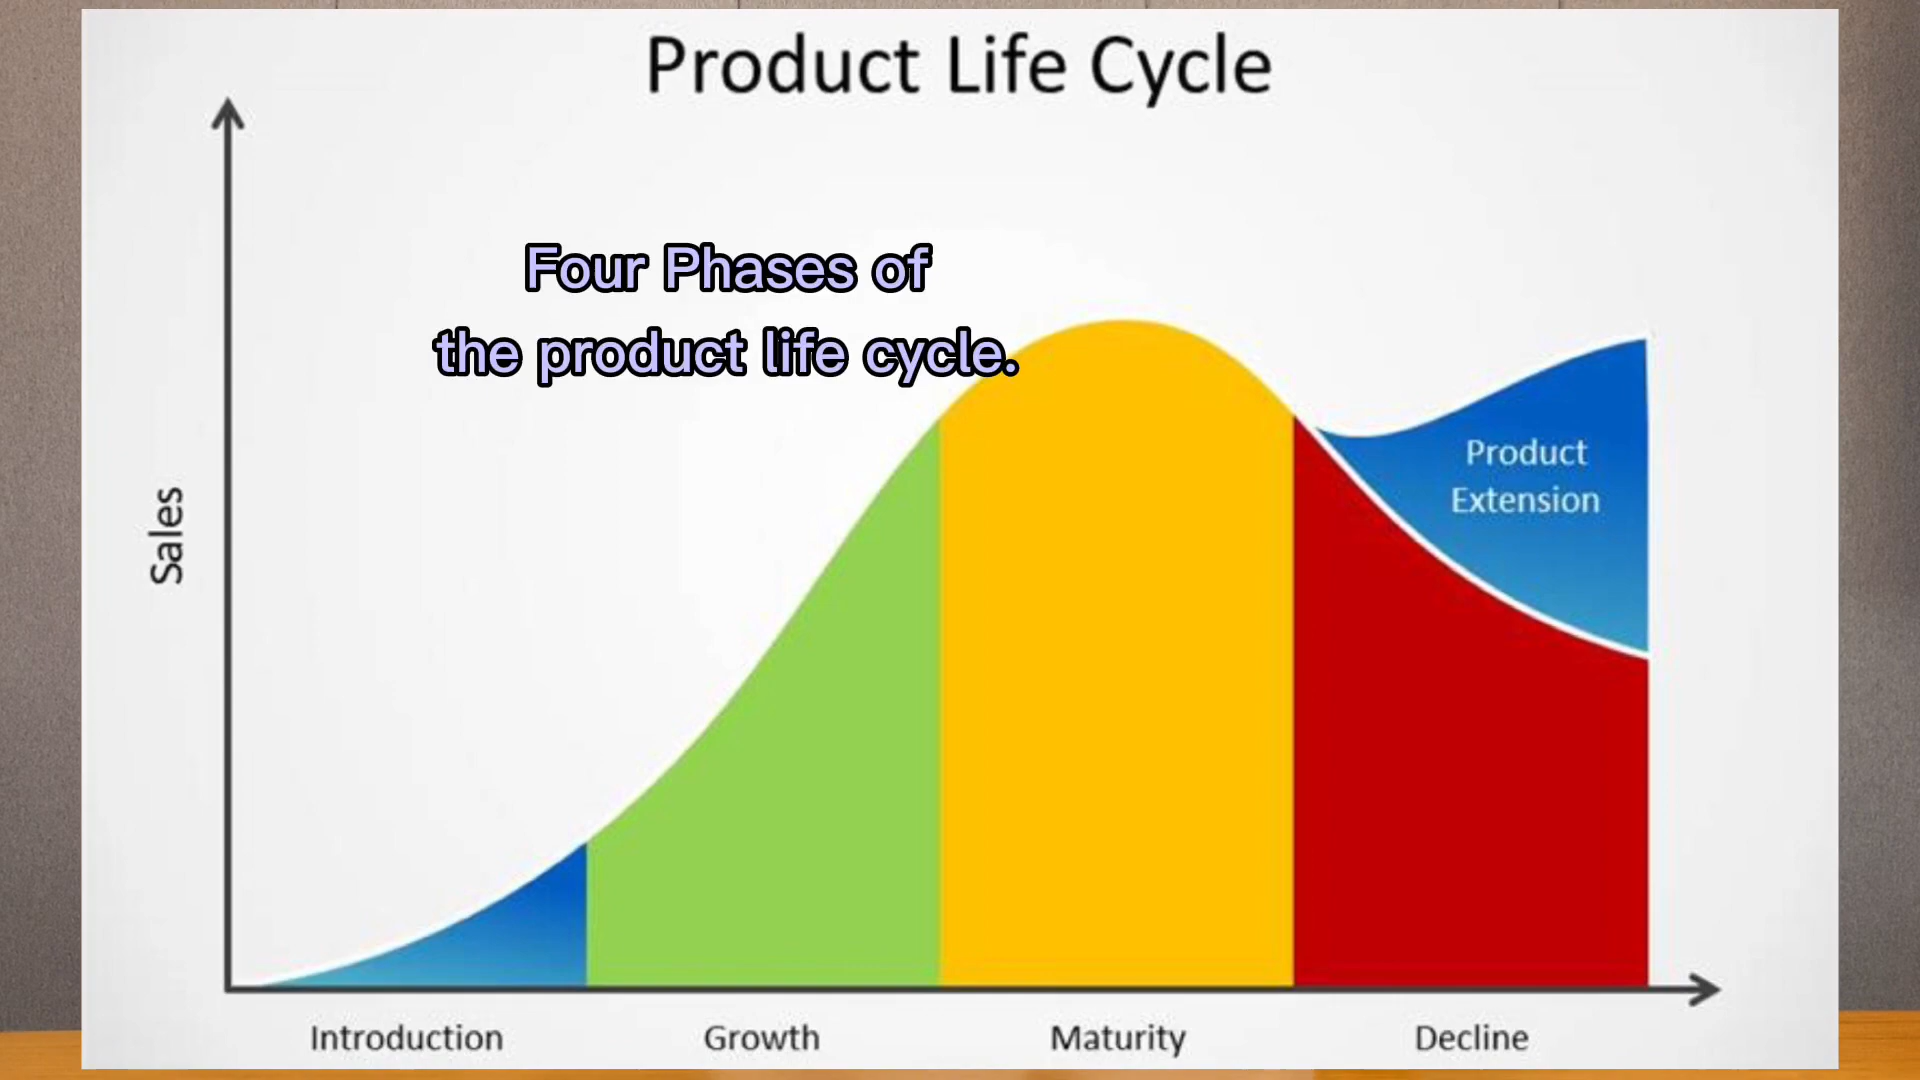 Product Life Cycle
Four Phases of
the product life cycle.
Sales
Product
Extension
Introduction
Growth
Maturity
Decline